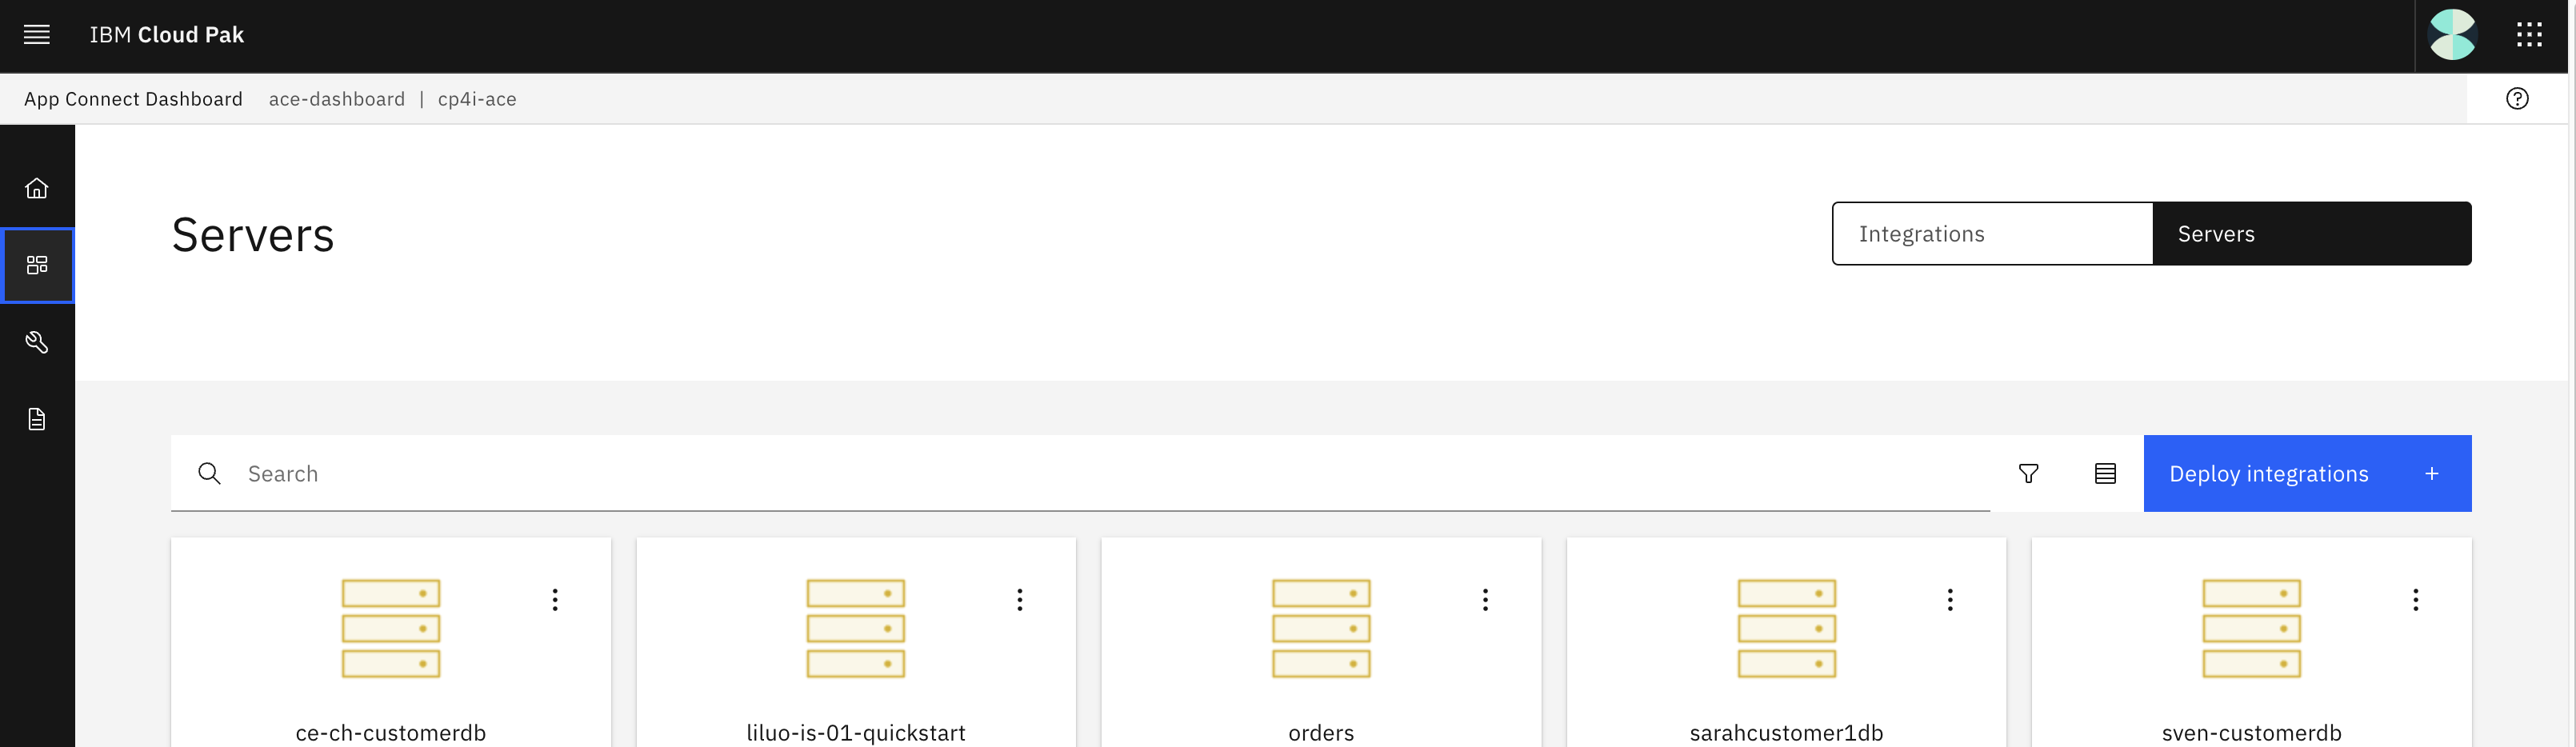 IBM Cloud Pak
App Connect Dashboard ace-dashboard | cp4i-ace
Servers
Integrations
Servers
Search
Deploy integrations +
ce-ch-customerdb
liluo-is-01-quickstart
orders
sarahcustomer1db
sven-customerdb